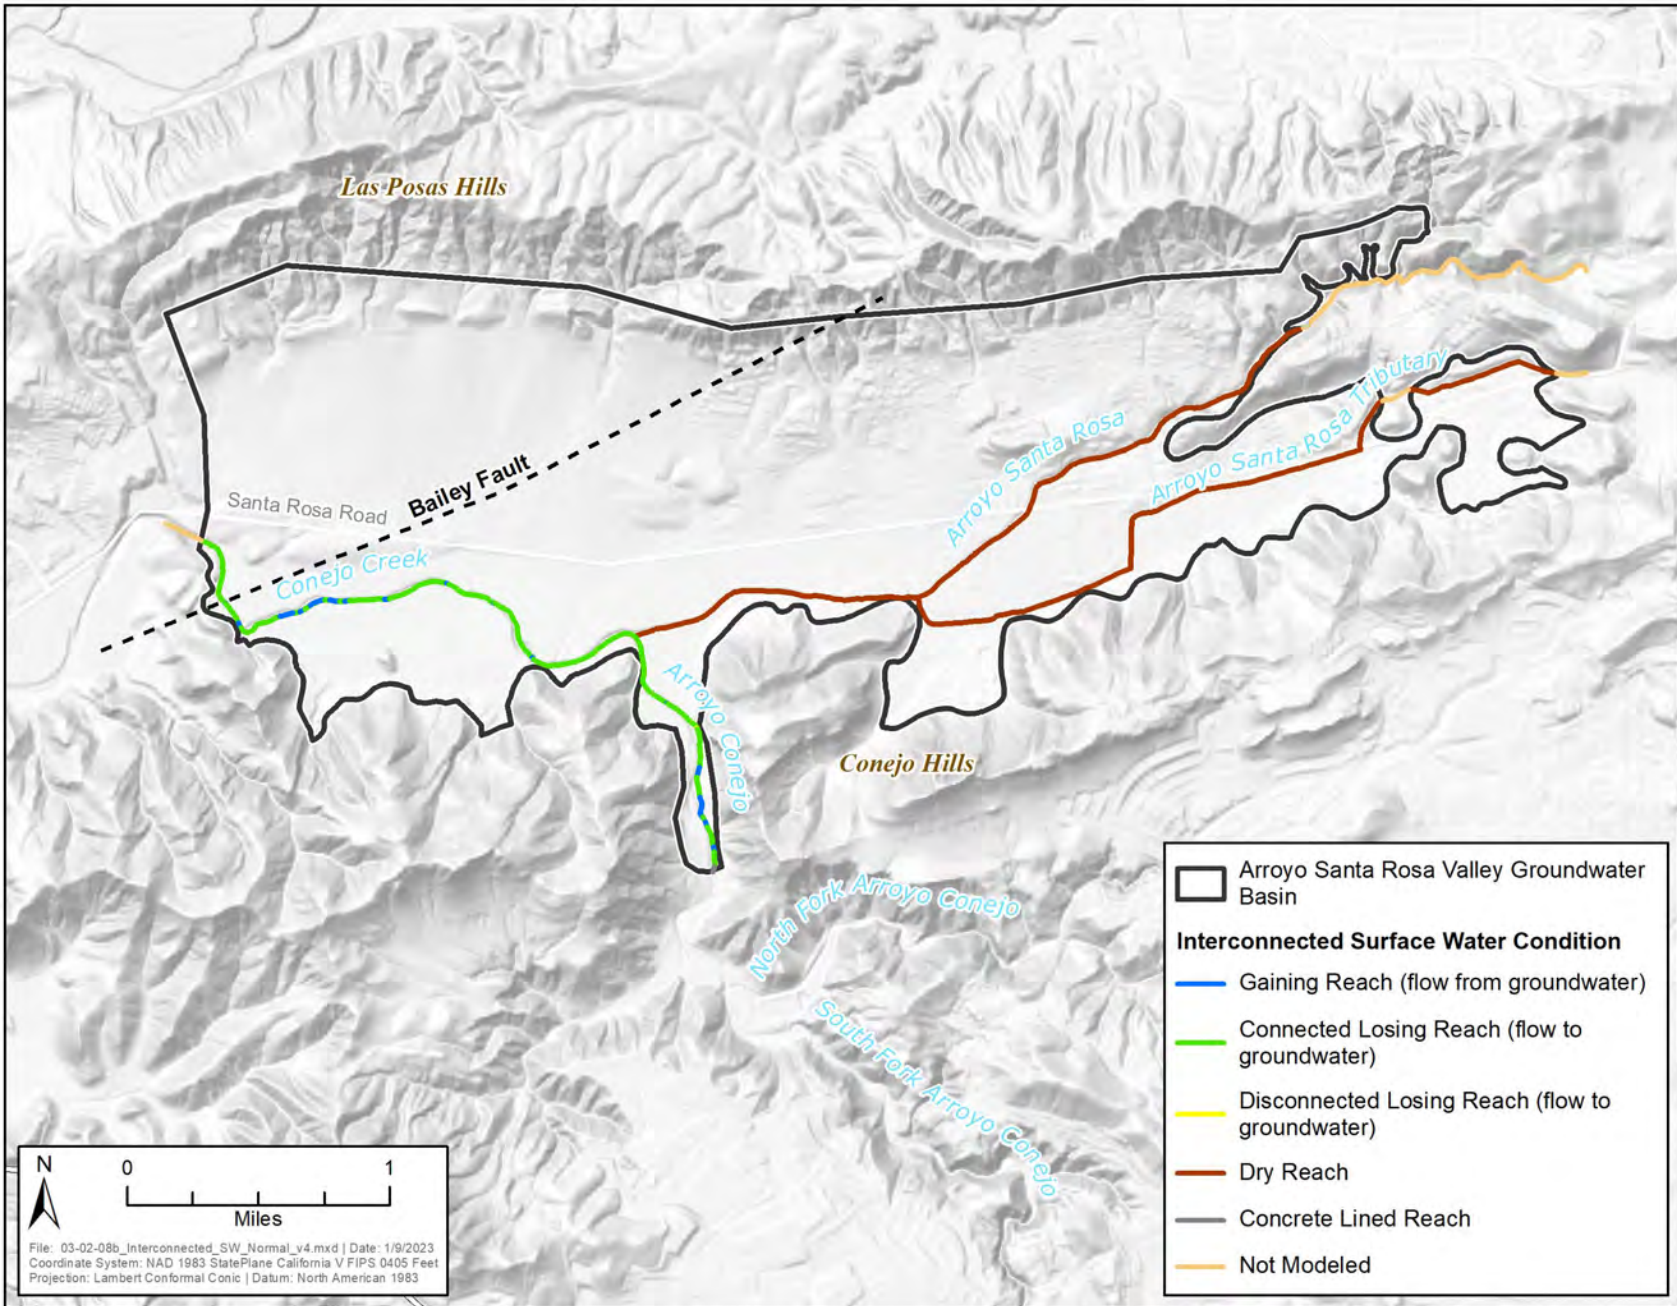 Las Posas Hills
Arroyo Santa Rosa Tributary
Arroyo Santa Rosa
Bailey Fault
Santa Rosa Road
Conejo Creek
Arroyo Conejo
Conejo Hills
North Fork Arroyo Conejo
South Fork Arroyo Conejo
Arroyo Santa Rosa Valley Groundwater
Basin
Interconnected Surface Water Condition
Gaining Reach (flow from groundwater)
Connected Losing Reach (flow to
groundwater)
Disconnected Losing Reach (flow to
groundwater)
Dry Reach
Concrete Lined Reach
Not Modeled
N
0 1
Miles
File: 03-02-08b_Interconnected_SW_Normal_v4.mxd | Date: 1/9/2023
Coordinate System: NAD 1983 StatePlane California V FIPS 0405 Feet
Projection: Lambert Conformal Conic | Datum: North American 1983